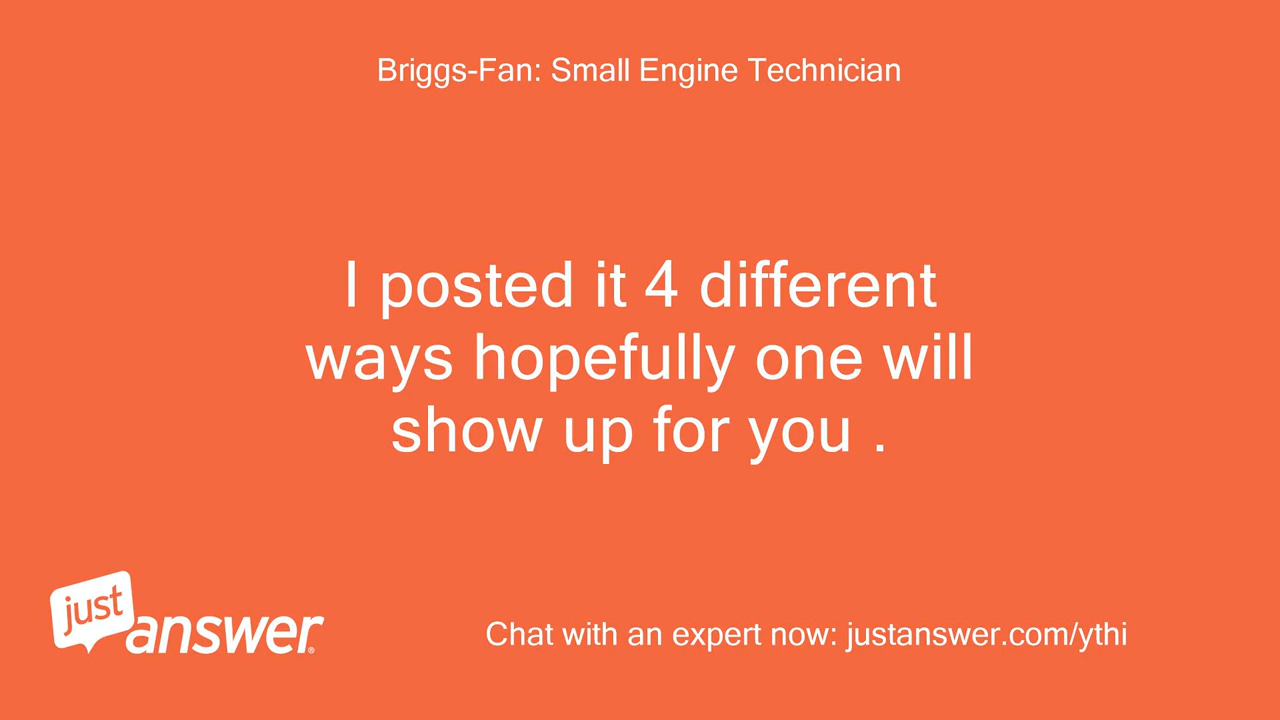 Briggs-Fan: Small Engine Technician
I posted it 4 different
ways hopefully one will
show up for you .
just
answer®
Chat with an expert now: justanswer.com/ythi